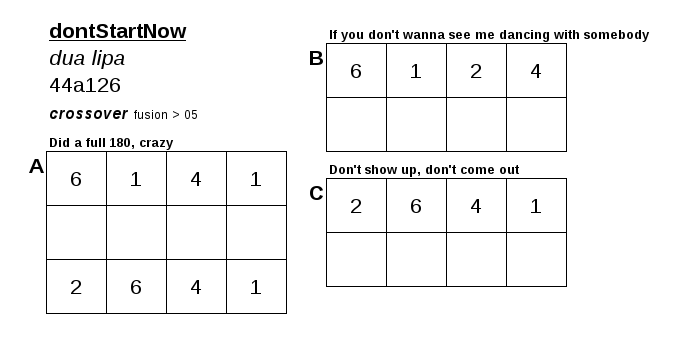 dontStartNow
dua lipa
44a126
crossover fusion > 05
Did a full 180, crazy
A
6 1 4 1
2 6 4 1
If you don't wanna see me dancing with somebody
B
6 1 2 4
Don't show up, don't come out
C
2 6 4 1